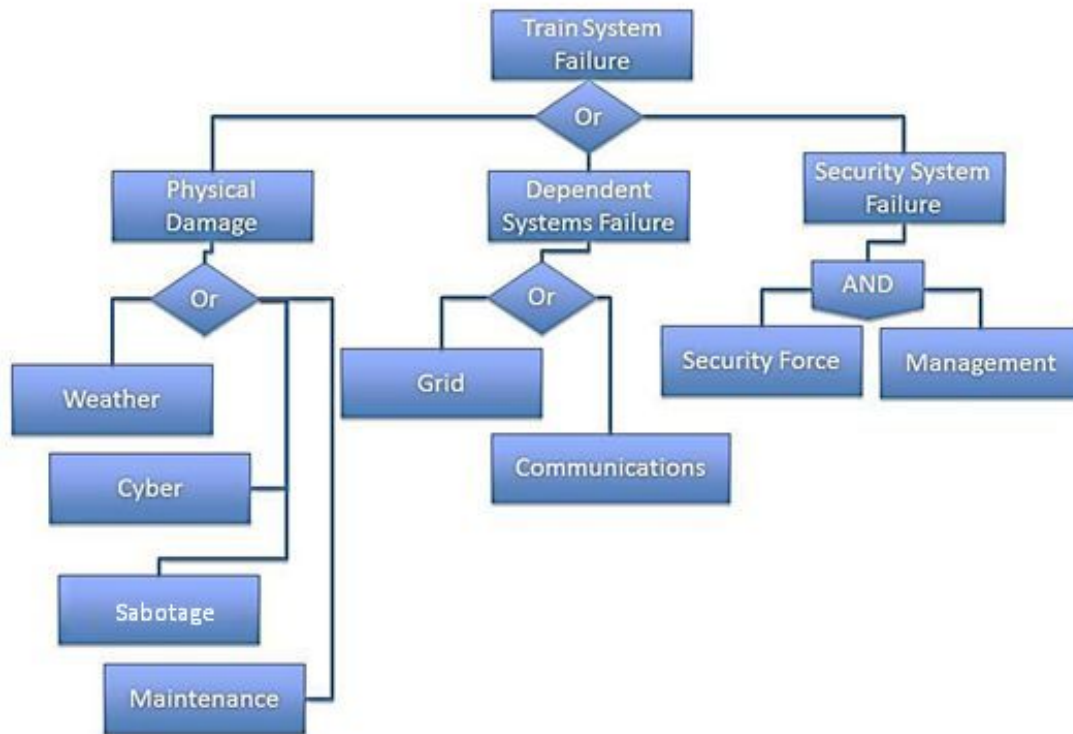 Train System
Failure
Or
Physical
Damage
Dependent
Systems Failure
Security System
Failure
Or
Or
AND
Weather
Grid
Security Force
Management
Cyber
Communications
Sabotage
Maintenance